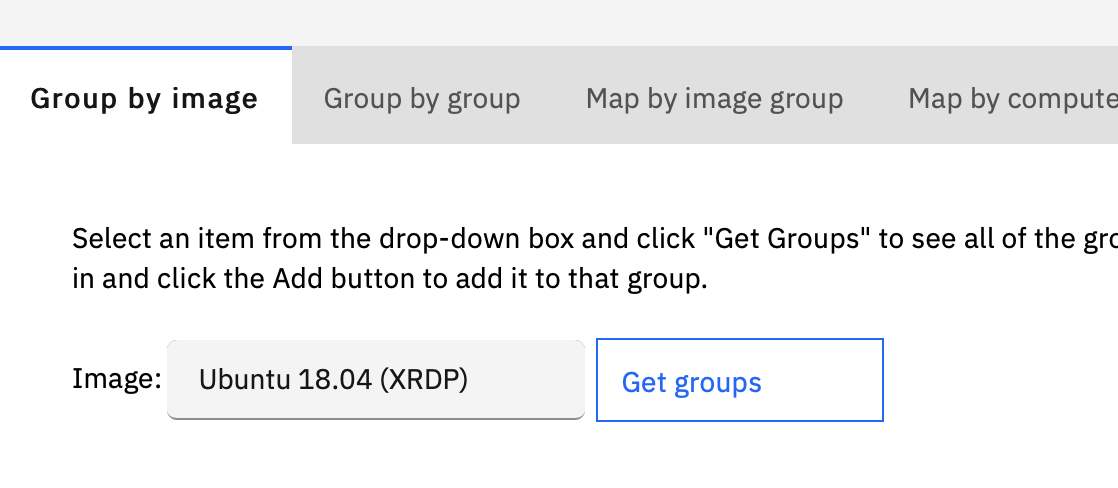 Group by image Group by group Map by image group Map by compute
Select an item from the drop-down box and click "Get Groups" to see all of the
in and click the Add button to add it to that group.
Image: Ubuntu 18.04 (XRDP) Get groups